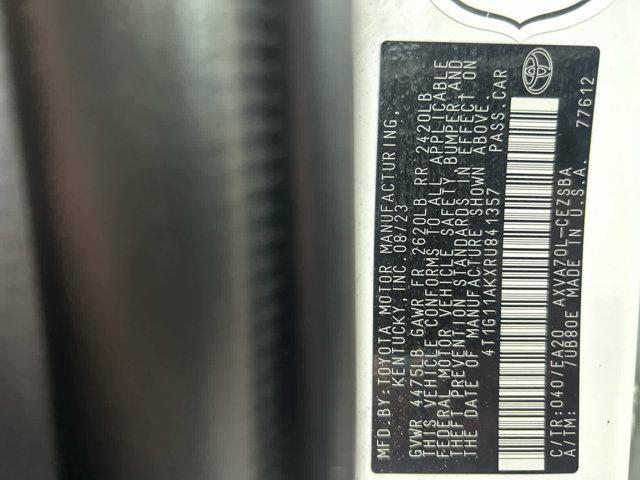 MFD.BY:TOYOTA MOTOR MANUFACTURING,
KENTUCKY,INC. 08/23
GVWR 4475LB GAWR FR 2620LB RR 2420LB
THIS VEHICLE CONFORMS TO ALL APPLICABLE
FEDERAL MOTOR VEHICLE SAFETY, BUMPER AND
THEFT PREVENTION STANDARDS IN EFFECT ON
THE DATE OF MANUFACTURE SHOWN ABOVE.
4T1G11AKXRU841357 PASS.CAR
C/TR:040/EA20 AXVA70L-CEZSBA
A/TM: /UB80E MADE IN U.S.A. 77612